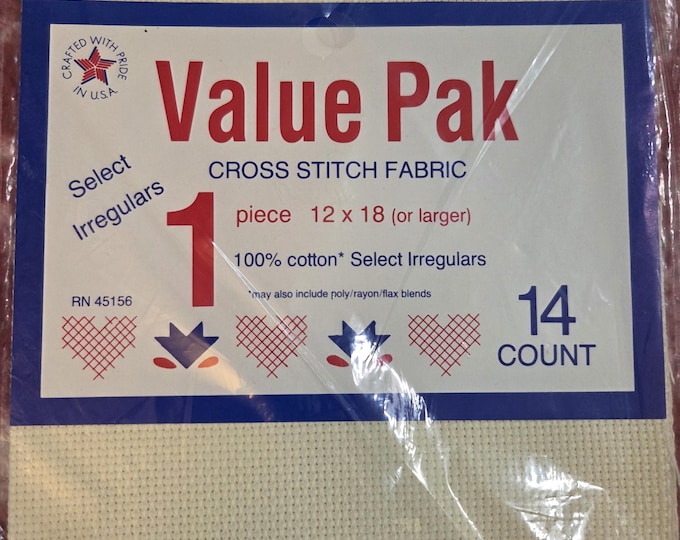 CRAFTED WITH PRIDE
IN U.S.A.
Value Pak
CROSS STITCH FABRIC
Select
Irregulars
1
piece 12 x 18 (or larger)
100% cotton* Select Irregulars
*may also include poly/rayon/flax blends
RN 45156
14
COUNT